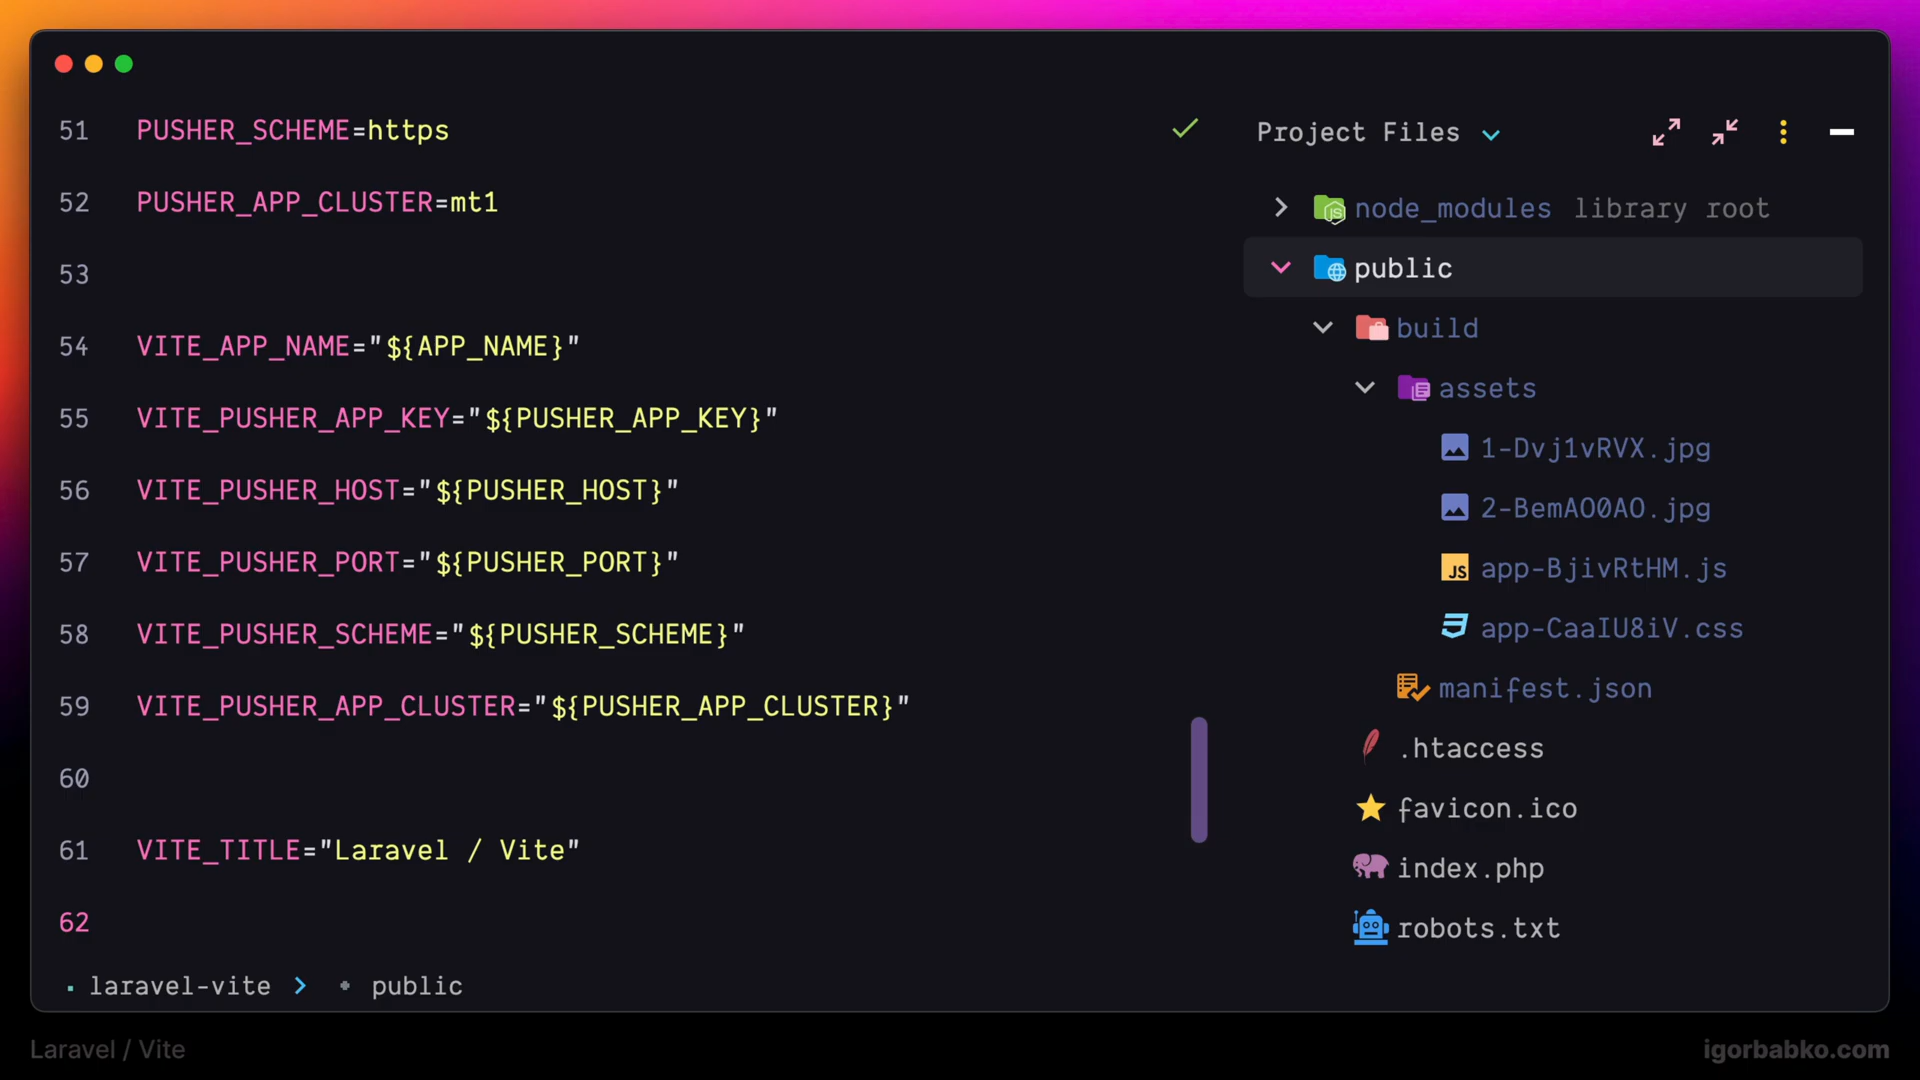 51 PUSHER_SCHEME=https
52 PUSHER_APP_CLUSTER=mt1
53
54 VITE_APP_NAME="${APP_NAME}"
55 VITE_PUSHER_APP_KEY="${PUSHER_APP_KEY}"
56 VITE_PUSHER_HOST="${PUSHER_HOST}"
57 VITE_PUSHER_PORT="${PUSHER_PORT}"
58 VITE_PUSHER_SCHEME="${PUSHER_SCHEME}"
59 VITE_PUSHER_APP_CLUSTER="${PUSHER_APP_CLUSTER}"
60
61 VITE_TITLE="Laravel / Vite"
62
Project Files
node_modules library root
public
build
assets
1-Dvj1vRVX.jpg
2-BemAO0AO.jpg
JS app-BjivRtHM.js
app-CaaIU8iV.css
manifest.json
.htaccess
favicon.ico
index.php
robots.txt
laravel-vite > public
Laravel / Vite
igorbabko.com